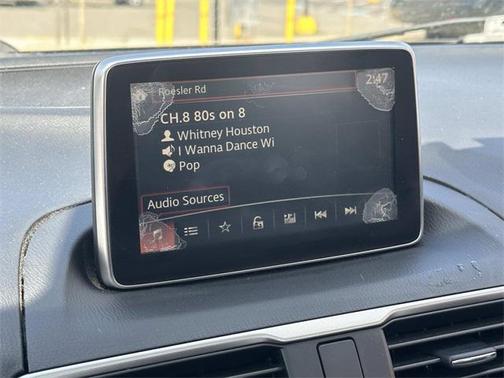 Roesler Rd
2:47
CH.8 80s on 8
Whitney Houston
I Wanna Dance Wi
Pop
Audio Sources